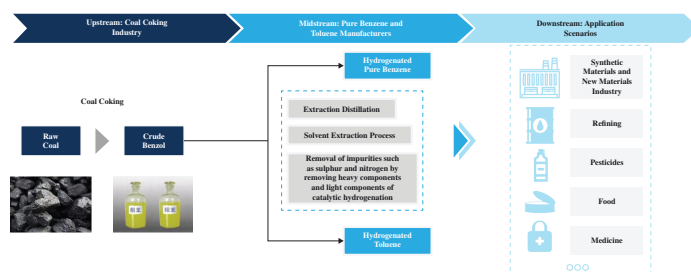 Upstream: Coal Coking
Industry
Midstream: Pure Benzene and
Toluene Manufacturers
Downstream: Application
Scenarios
Coal Coking
Raw
Coal
Crude
Benzol
Hydrogenated
Pure Benzene
Extraction Distillation
Solvent Extraction Process
Removal of impurities such
as sulphur and nitrogen by
removing heavy components
and light components of
catalytic hydrogenation
Hydrogenated
Toluene
Synthetic
Materials and
New Materials
Industry
Refining
Pesticides
Food
Medicine